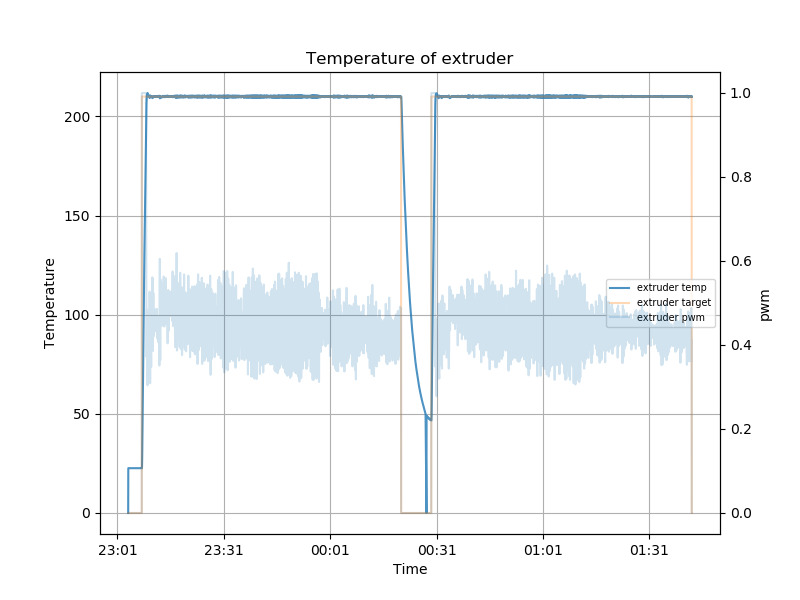 Temperature of extruder
Temperature
200
150
100
50
0
1.0
0.8
0.6
0.4
0.2
0.0
pwm
extruder temp
extruder target
extruder pwm
23:01 23:31 00:01 00:31 01:01 01:31
Time